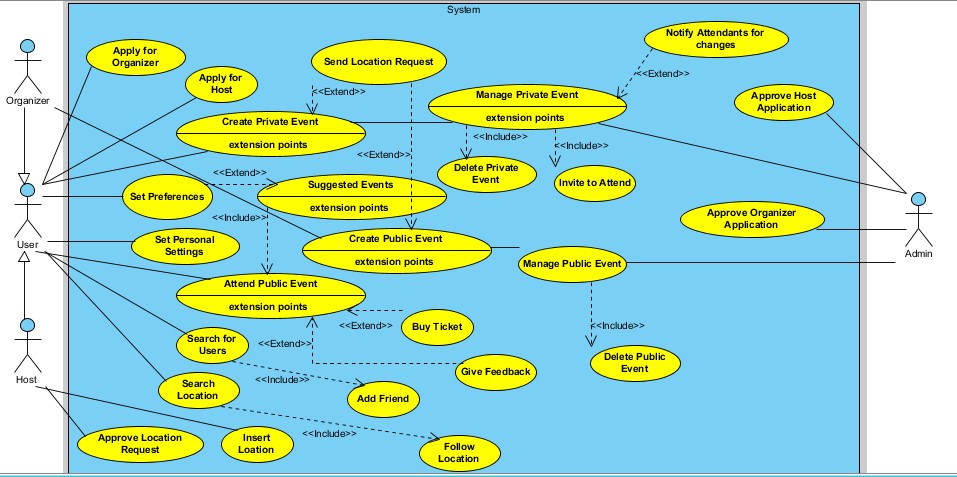 System
Notify Attendants for
changes
Apply for
Organizer
Send Location Request
<<Extend>>
Apply for
Host
<<Extend>>
Manage Private Event
extension points
Approve Host
Application
Organizer
Create Private Event
extension points
<<Include>>
<<Include>>
<<Extend>>
Delete Private
Event
Invite to Attend
<<Extend>>
Set Preferences
Suggested Events
extension points
<<Include>>
Approve Organizer
Application
User
Set Personal
Settings
Create Public Event
extension points
Admin
Manage Public Event
Attend Public Event
extension points
<<Extend>>
Buy Ticket
<<Include>>
Search for
Users
<<Extend>>
Delete Public
Event
Give Feedback
Host
<<Include>>
Search
Location
Add Friend
Approve Location
Request
Insert
Loation
<<Include>>
Follow
Location